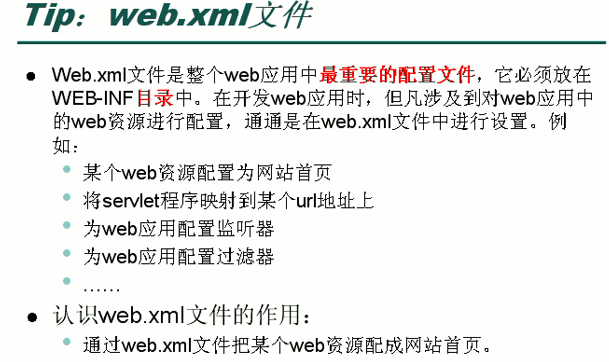 Tip：web.xml文件
Web.xml文件是整个web应用中最重要的配置文件，它必须放在
WEB-INF目录中。在开发web应用时，但凡涉及到对web应用中
的web资源进行配置，通通是在web.xml文件中进行设置。例
如：
某个web资源配置为网站首页
将servlet程序映射到某个url地址上
为web应用配置监听器
为web应用配置过滤器
……
认识web.xml文件的作用：
通过web.xml文件把某个web资源配成网站首页。